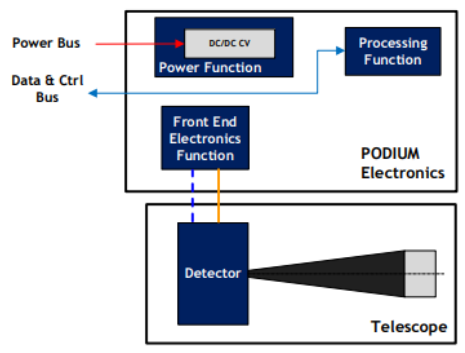 Power Bus
DC/DC CV
Power Function
Processing
Function
Data & Ctrl
Bus
Front End
Electronics
Function
PODIUM
Electronics
Detector
Telescope